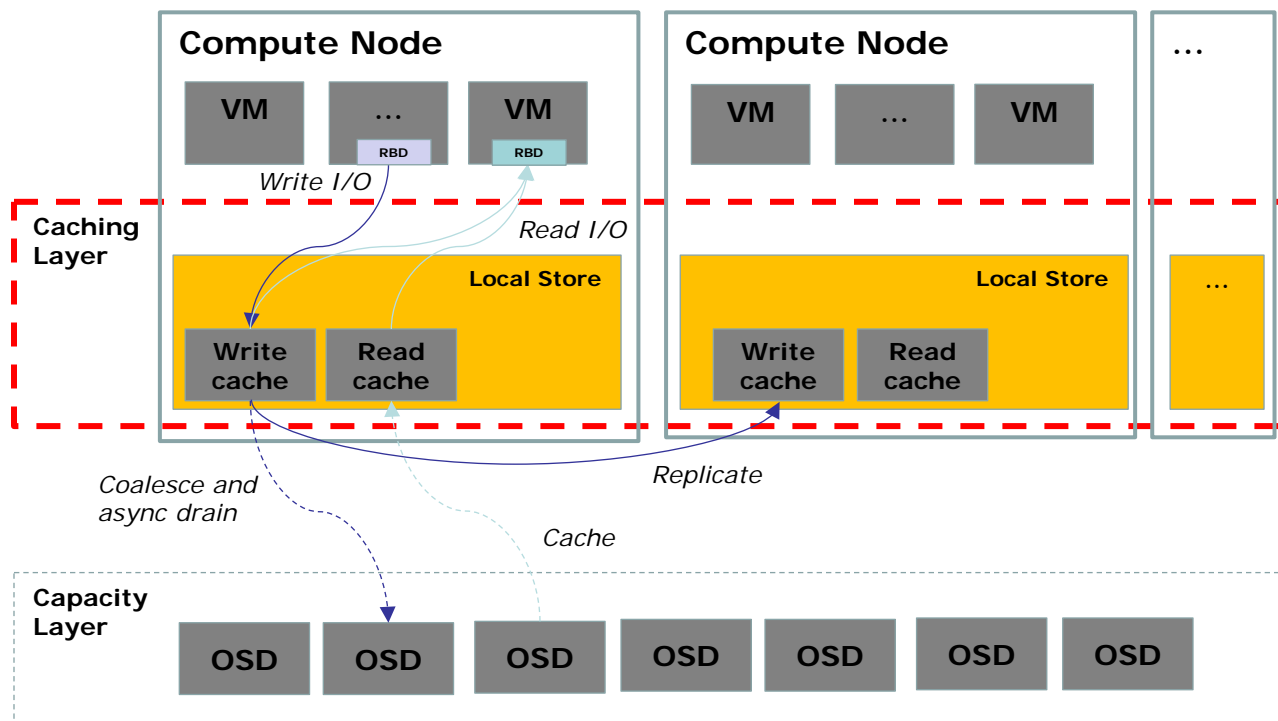 Compute Node
Compute Node
...
VM
...
VM
VM
...
VM
RBD
RBD
Write I/O
Read I/O
Caching
Layer
Local Store
Local Store
...
Write
cache
Read
cache
Write
cache
Read
cache
Coalesce and
async drain
Replicate
Cache
Capacity
Layer
OSD
OSD
OSD
OSD
OSD
OSD
OSD